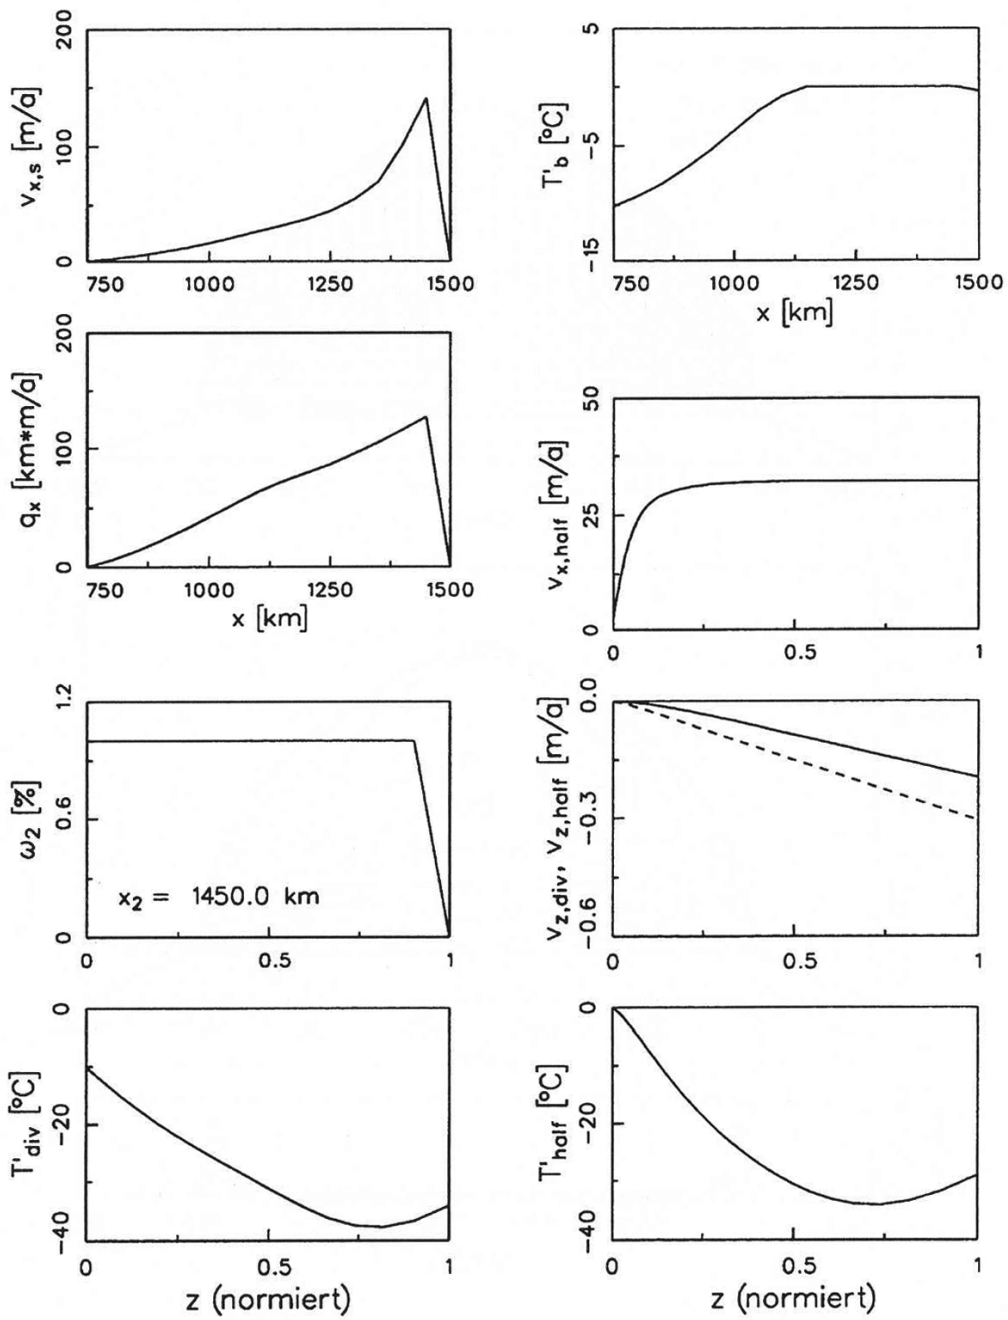 v_x,s [m/a]
200
100
0
750 1000 1250 1500
T'_b [°C]
5
-5
-15
750 1000 1250 1500
x [km]
q_x [km*m/a]
200
100
0
750 1000 1250 1500
x [km]
v_x,half [m/a]
50
25
0
0 0.5 1
ω_2 [%]
1.2
0.6
0
x_2 = 1450.0 km
0 0.5 1
v_z,div, v_z,half [m/a]
0.0
-0.3
-0.6
0 0.5 1
T'_div [°C]
0
-20
-40
0 0.5 1
z (normiert)
T'_half [°C]
0
-20
-40
0 0.5 1
z (normiert)